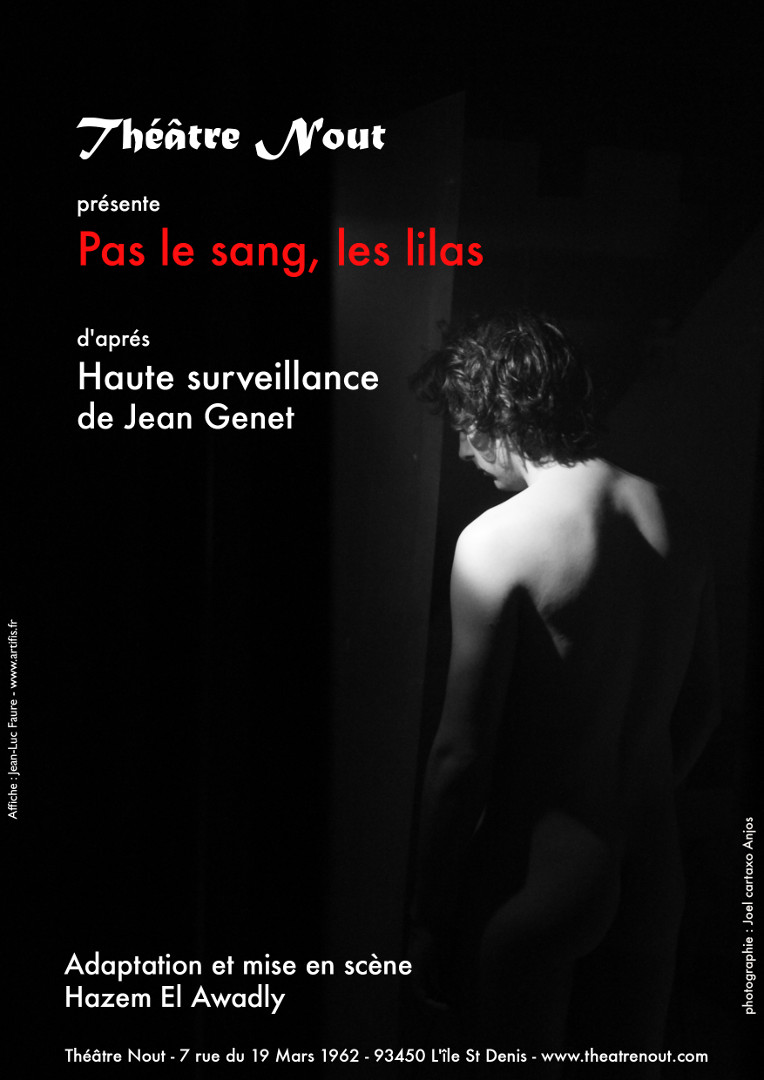 Théâtre Nout
présente
Pas le sang, les lilas
d'aprés
Haute surveillance
de Jean Genet
Affiche : Jean-Luc Faure - www.artifis.fr
photographie : Joel cartaxo Anjos
Adaptation et mise en scène
Hazem El Awadly
Théâtre Nout - 7 rue du 19 Mars 1962 - 93450 L'île St Denis - www.theatrenout.com